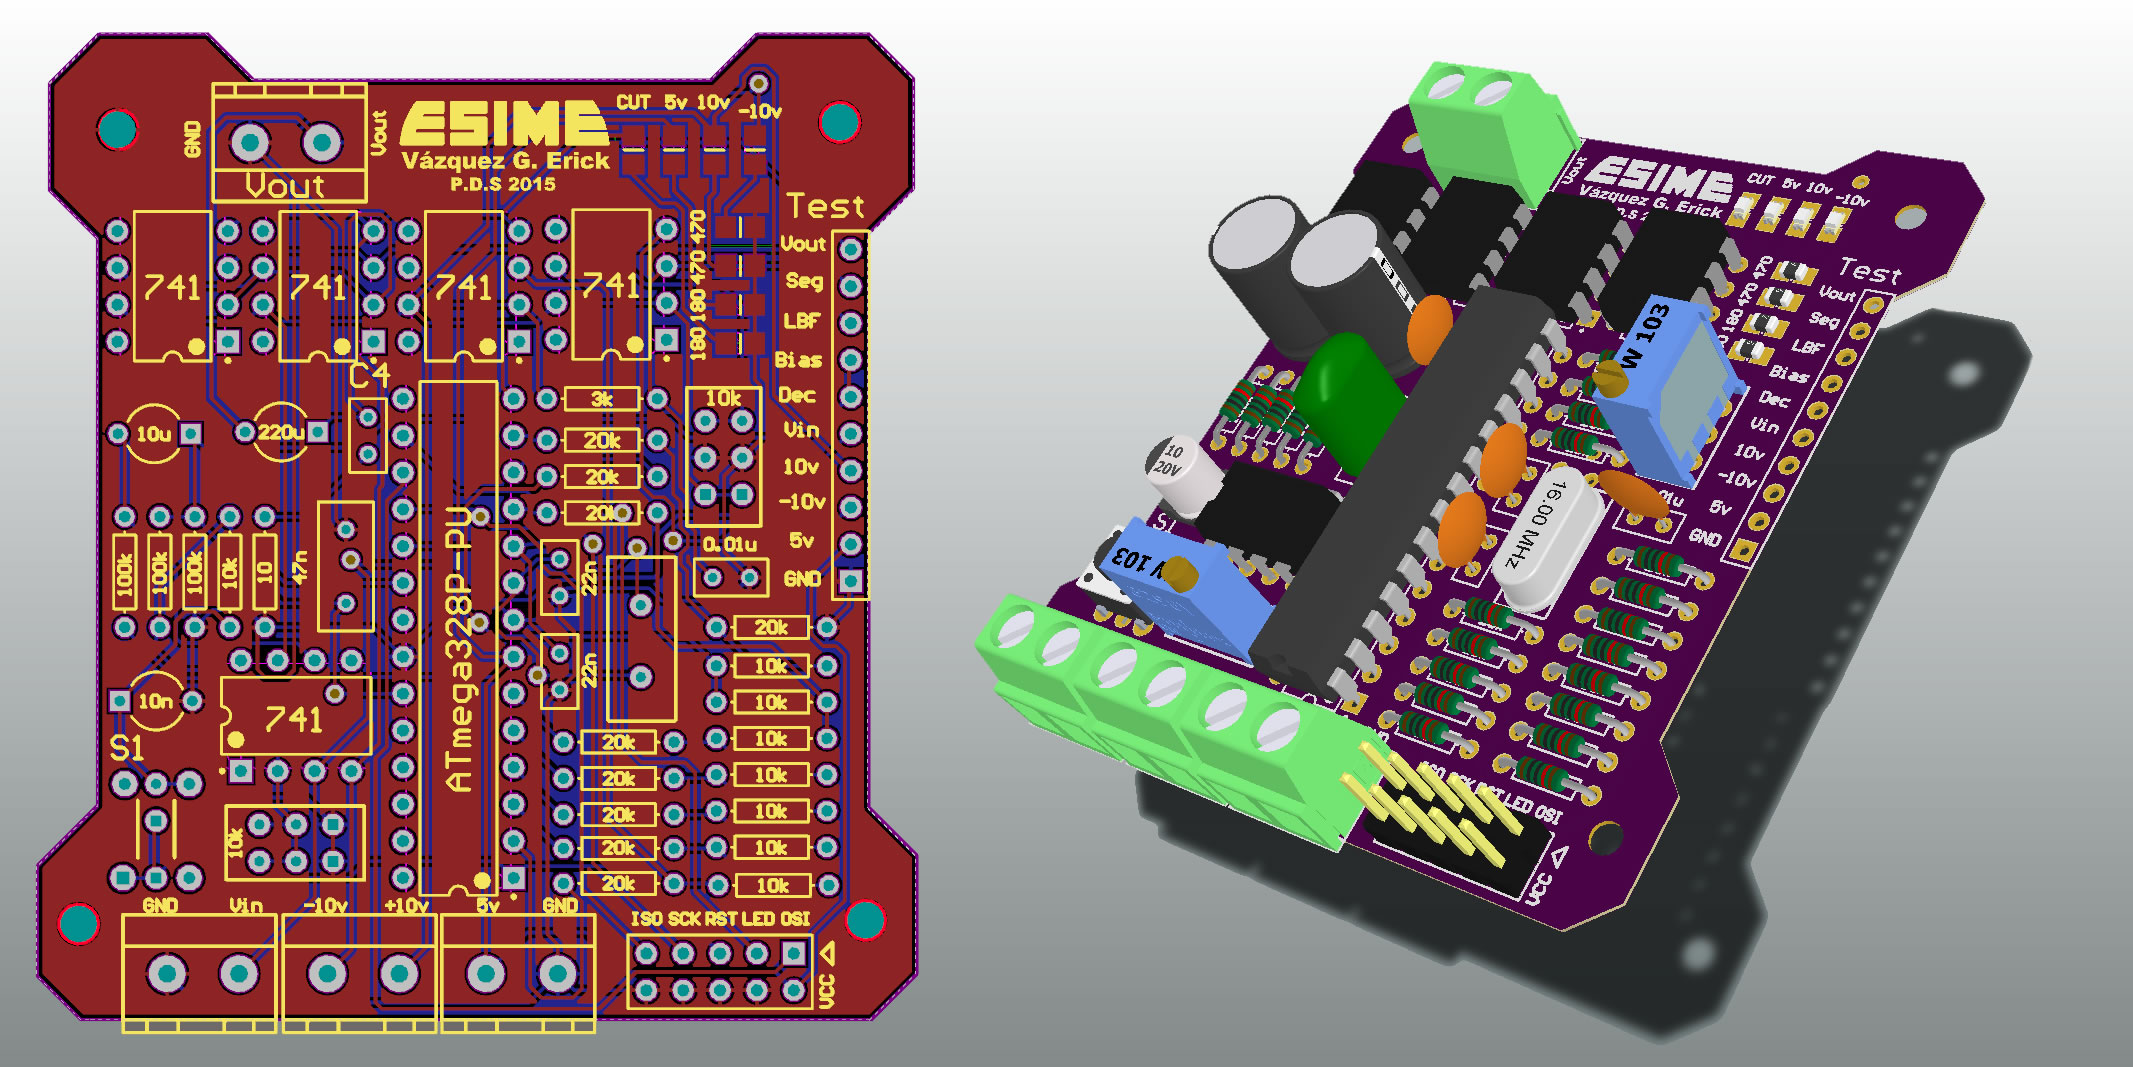 CUT 5v 10v
-10v
ESIME
Vázquez G. Erick
P.D.S 2015
GND
Vout
Vout
Test
Vout
Seg
LBF
Bias
Dec
Vin
10v
-10v
5v
GND
470
470
180
180
741
741
741
741
C4
10u
220u
3k
20k
20k
20k
10k
0.01u
100k
100k
100k
10k
10
47n
22n
22n
ATmega328P-PU
10n
741
S1
10k
20k
10k
10k
10k
10k
10k
10k
10k
20k
20k
20k
20k
20k
GND Vin -10v +10v 5v GND
ISO SCK RST LED OSI
VCC
Vout
ESIME
Vázquez G. Erick
CUT 5v 10v
-10v
Test
Vout
Seg
LBF
Bias
Dec
Vin
10v
-10v
5v
GND
470
470
180
W 103
10
20V
103
16.00 MHz
SCK RST LED OSI
VCC